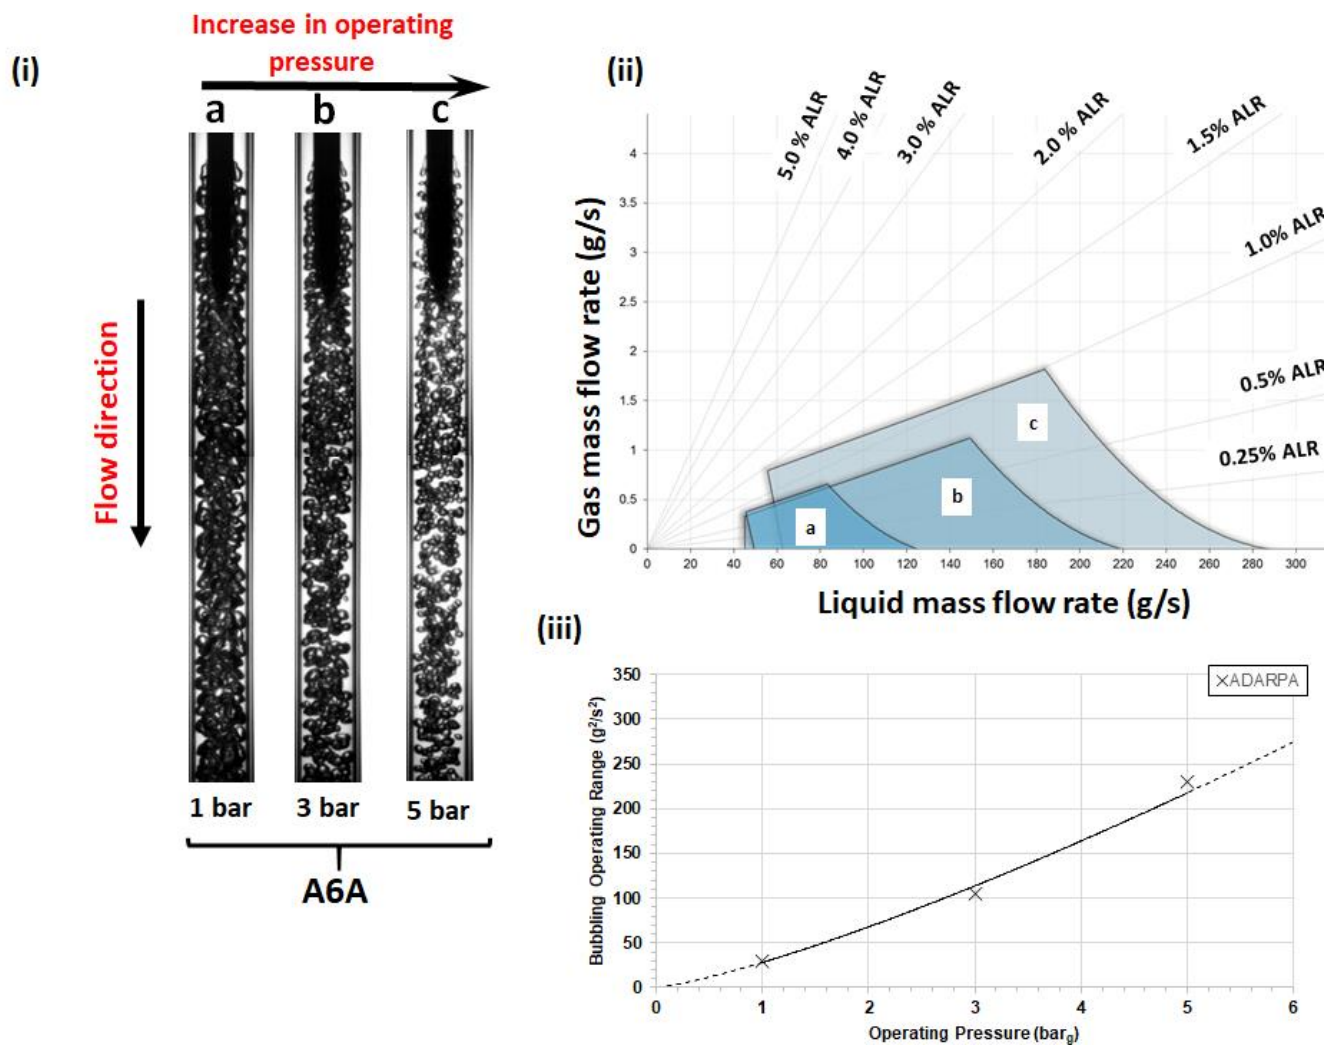 Increase in operating
pressure
(i)
a b c
Flow direction
1 bar 3 bar 5 bar
A6A
(ii)
5.0 % ALR
4.0 % ALR
3.0 % ALR
2.0 % ALR
1.5% ALR
1.0% ALR
0.5% ALR
0.25% ALR
Gas mass flow rate (g/s)
4
3.5
3
2.5
2
1.5
1
0.5
0
c
b
a
0 20 40 60 80 100 120 140 160 180 200 220 240 260 280 300
Liquid mass flow rate (g/s)
(iii)
Bubbling Operating Range (g²/s²)
350
300
250
200
150
100
50
0
×ADARPA
0 1 2 3 4 5 6
Operating Pressure (barg)